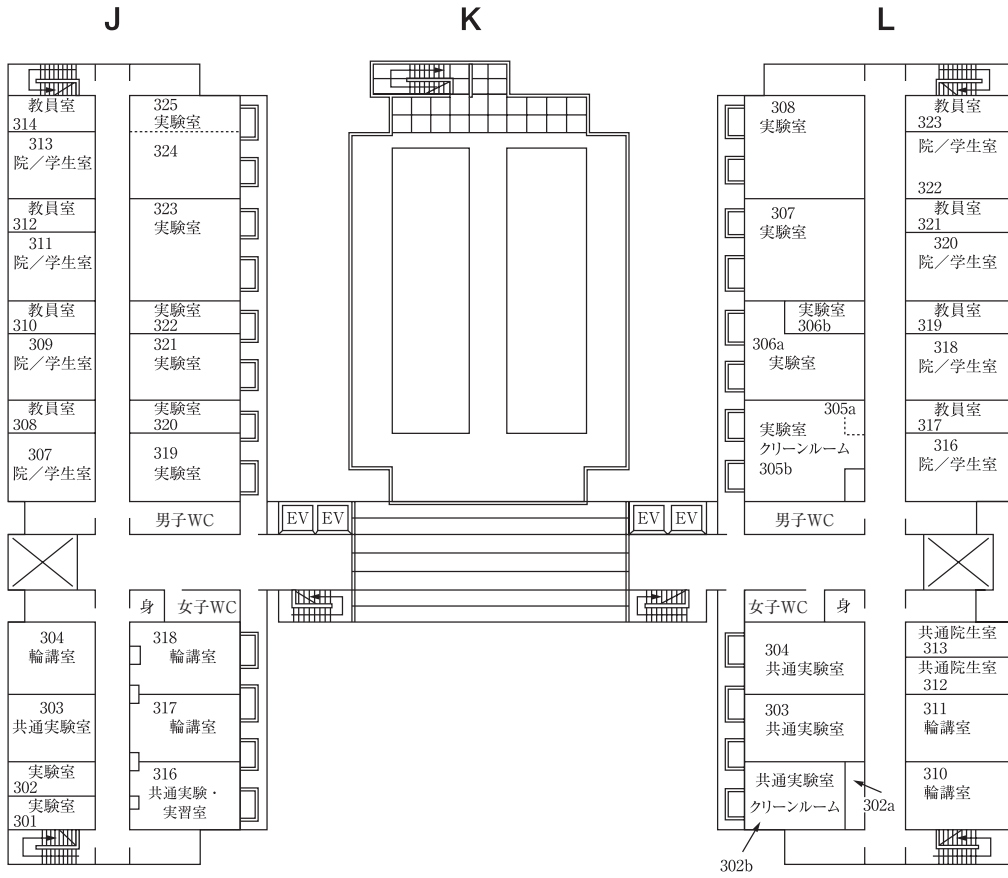 J
K
L
教員室
314
313
院／学生室
教員室
312
311
院／学生室
教員室
310
309
院／学生室
教員室
308
307
院／学生室
325
実験室
324
323
実験室
実験室
322
321
実験室
実験室
320
319
実験室
男子WC
EV
EV
EV
EV
308
実験室
307
実験室
実験室
306b
306a
実験室
305a
実験室
クリーンルーム
305b
男子WC
教員室
323
院／学生室
322
教員室
321
320
院／学生室
教員室
319
318
院／学生室
教員室
317
316
院／学生室
身
女子WC
304
輪講室
303
共通実験室
実験室
302
実験室
301
318
輪講室
317
輪講室
316
共通実験・
実習室
女子WC
身
304
共通実験室
303
共通実験室
共通実験室
クリーンルーム
302a
302b
共通院生室
313
共通院生室
312
311
輪講室
310
輪講室